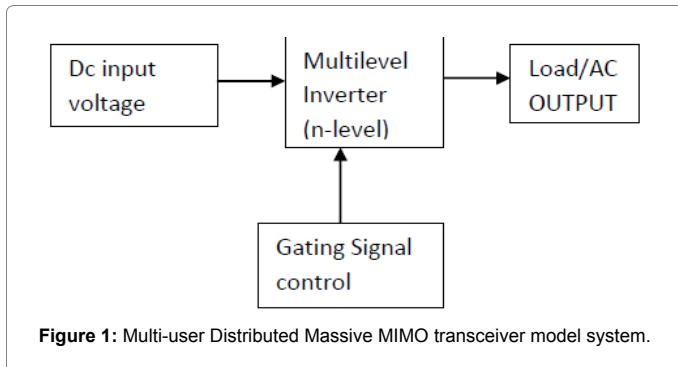 Dc input
voltage
Multilevel
Inverter
(n-level)
Load/AC
OUTPUT
Gating Signal
control
Figure 1: Multi-user Distributed Massive MIMO transceiver model system.